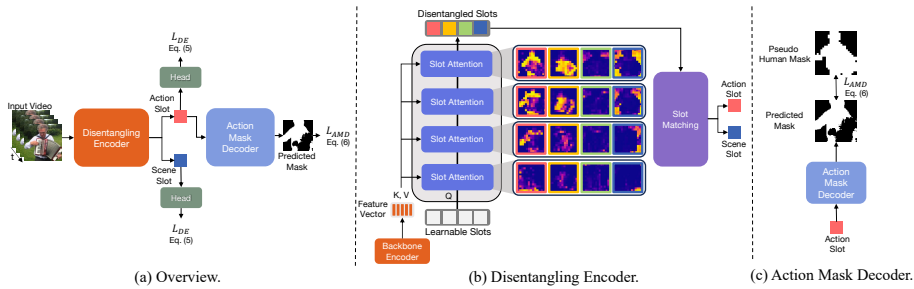 L_DE
Eq. (5)
Head
Input Video
Action
Slot
t
Disentangling
Encoder
Action
Mask
Decoder
L_AMD
Eq. (6)
Predicted
Mask
Scene
Slot
Head
L_DE
Eq. (5)
(a) Overview.
Disentangled Slots
Slot Attention
Slot Attention
Slot Attention
Slot Attention
K, V
Q
Feature
Vector
Learnable Slots
Backbone
Encoder
Slot
Matching
Action
Slot
Scene
Slot
(b) Disentangling Encoder.
Pseudo
Human Mask
L_AMD
Eq. (6)
Predicted
Mask
Action
Mask
Decoder
Action
Slot
(c) Action Mask Decoder.